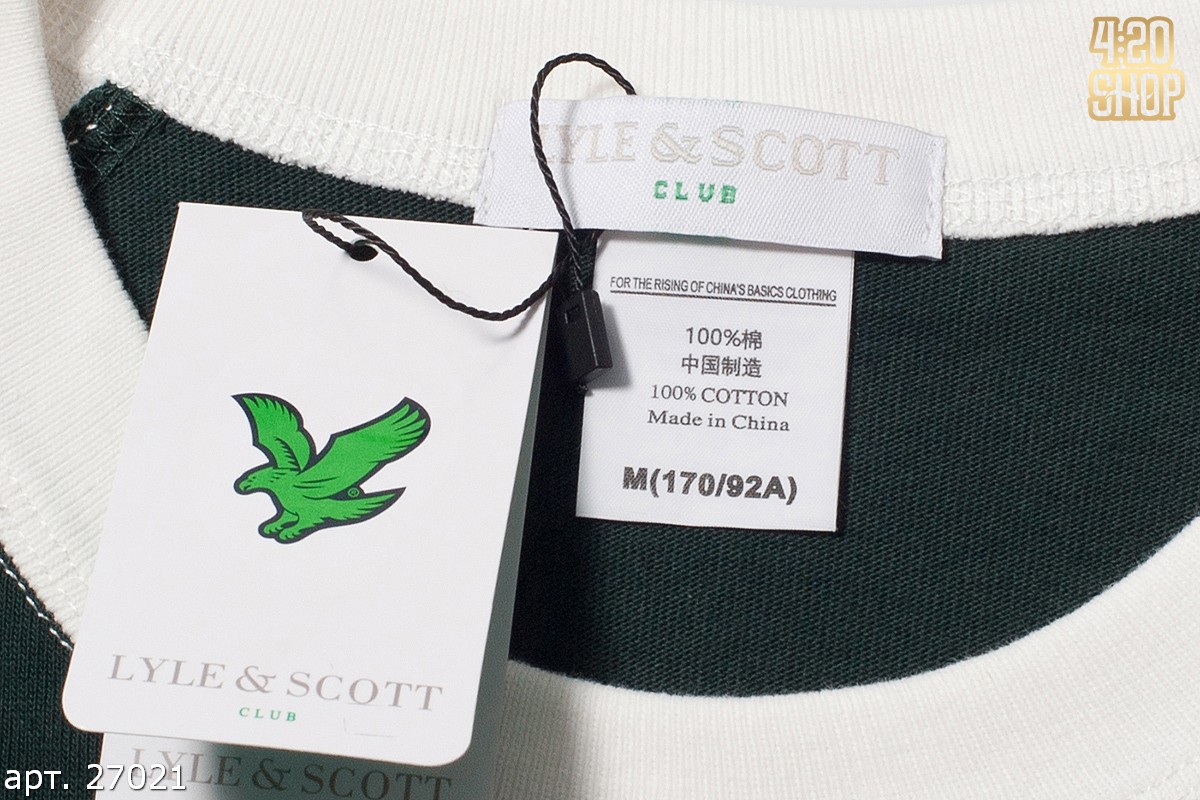 4:20
SHOP
LYLE & SCOTT
CLUB
FOR THE RISING OF CHINA'S BASICS CLOTHING
100%棉
中国制造
100% COTTON
Made in China
M(170/92A)
®
LYLE & SCOTT
CLUB
LYLE & SCOTT
арт. 27021